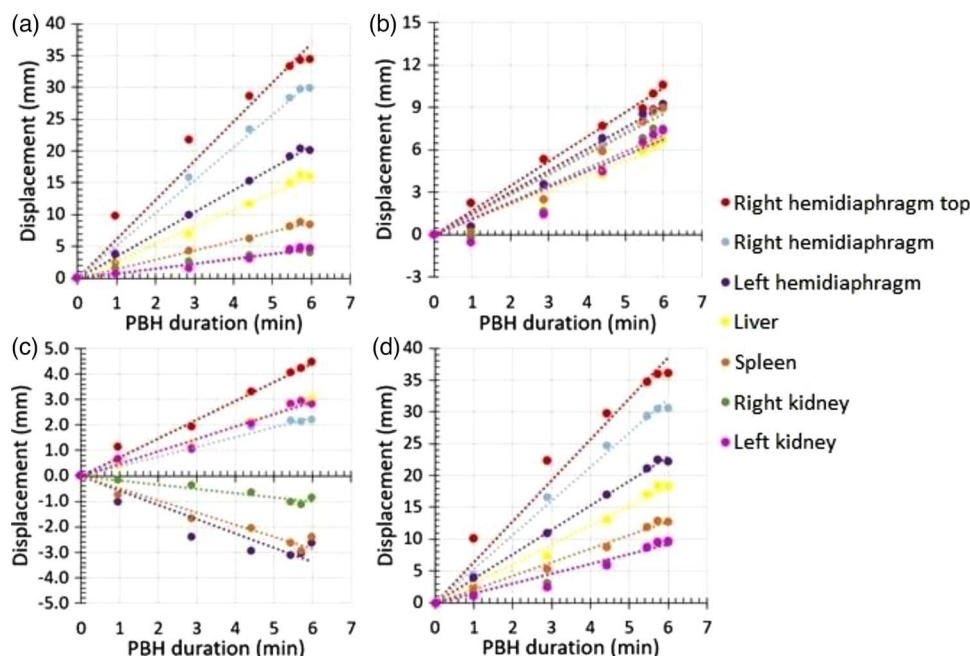 (a)
40
35
30
25
20
15
10
5
0
Displacement (mm)
0 1 2 3 4 5 6 7
PBH duration (min)
(b)
15
12
9
6
3
0
-3
Displacement (mm)
0 1 2 3 4 5 6 7
PBH duration (min)
(c)
5.0
4.0
3.0
2.0
1.0
0.0
-1.0
-2.0
-3.0
-4.0
-5.0
Displacement (mm)
0 1 2 3 4 5 6 7
PBH duration (min)
(d)
40
35
30
25
20
15
10
5
0
Displacement (mm)
0 1 2 3 4 5 6 7
PBH duration (min)
Right hemidiaphragm top
Right hemidiaphragm
Left hemidiaphragm
Liver
Spleen
Right kidney
Left kidney